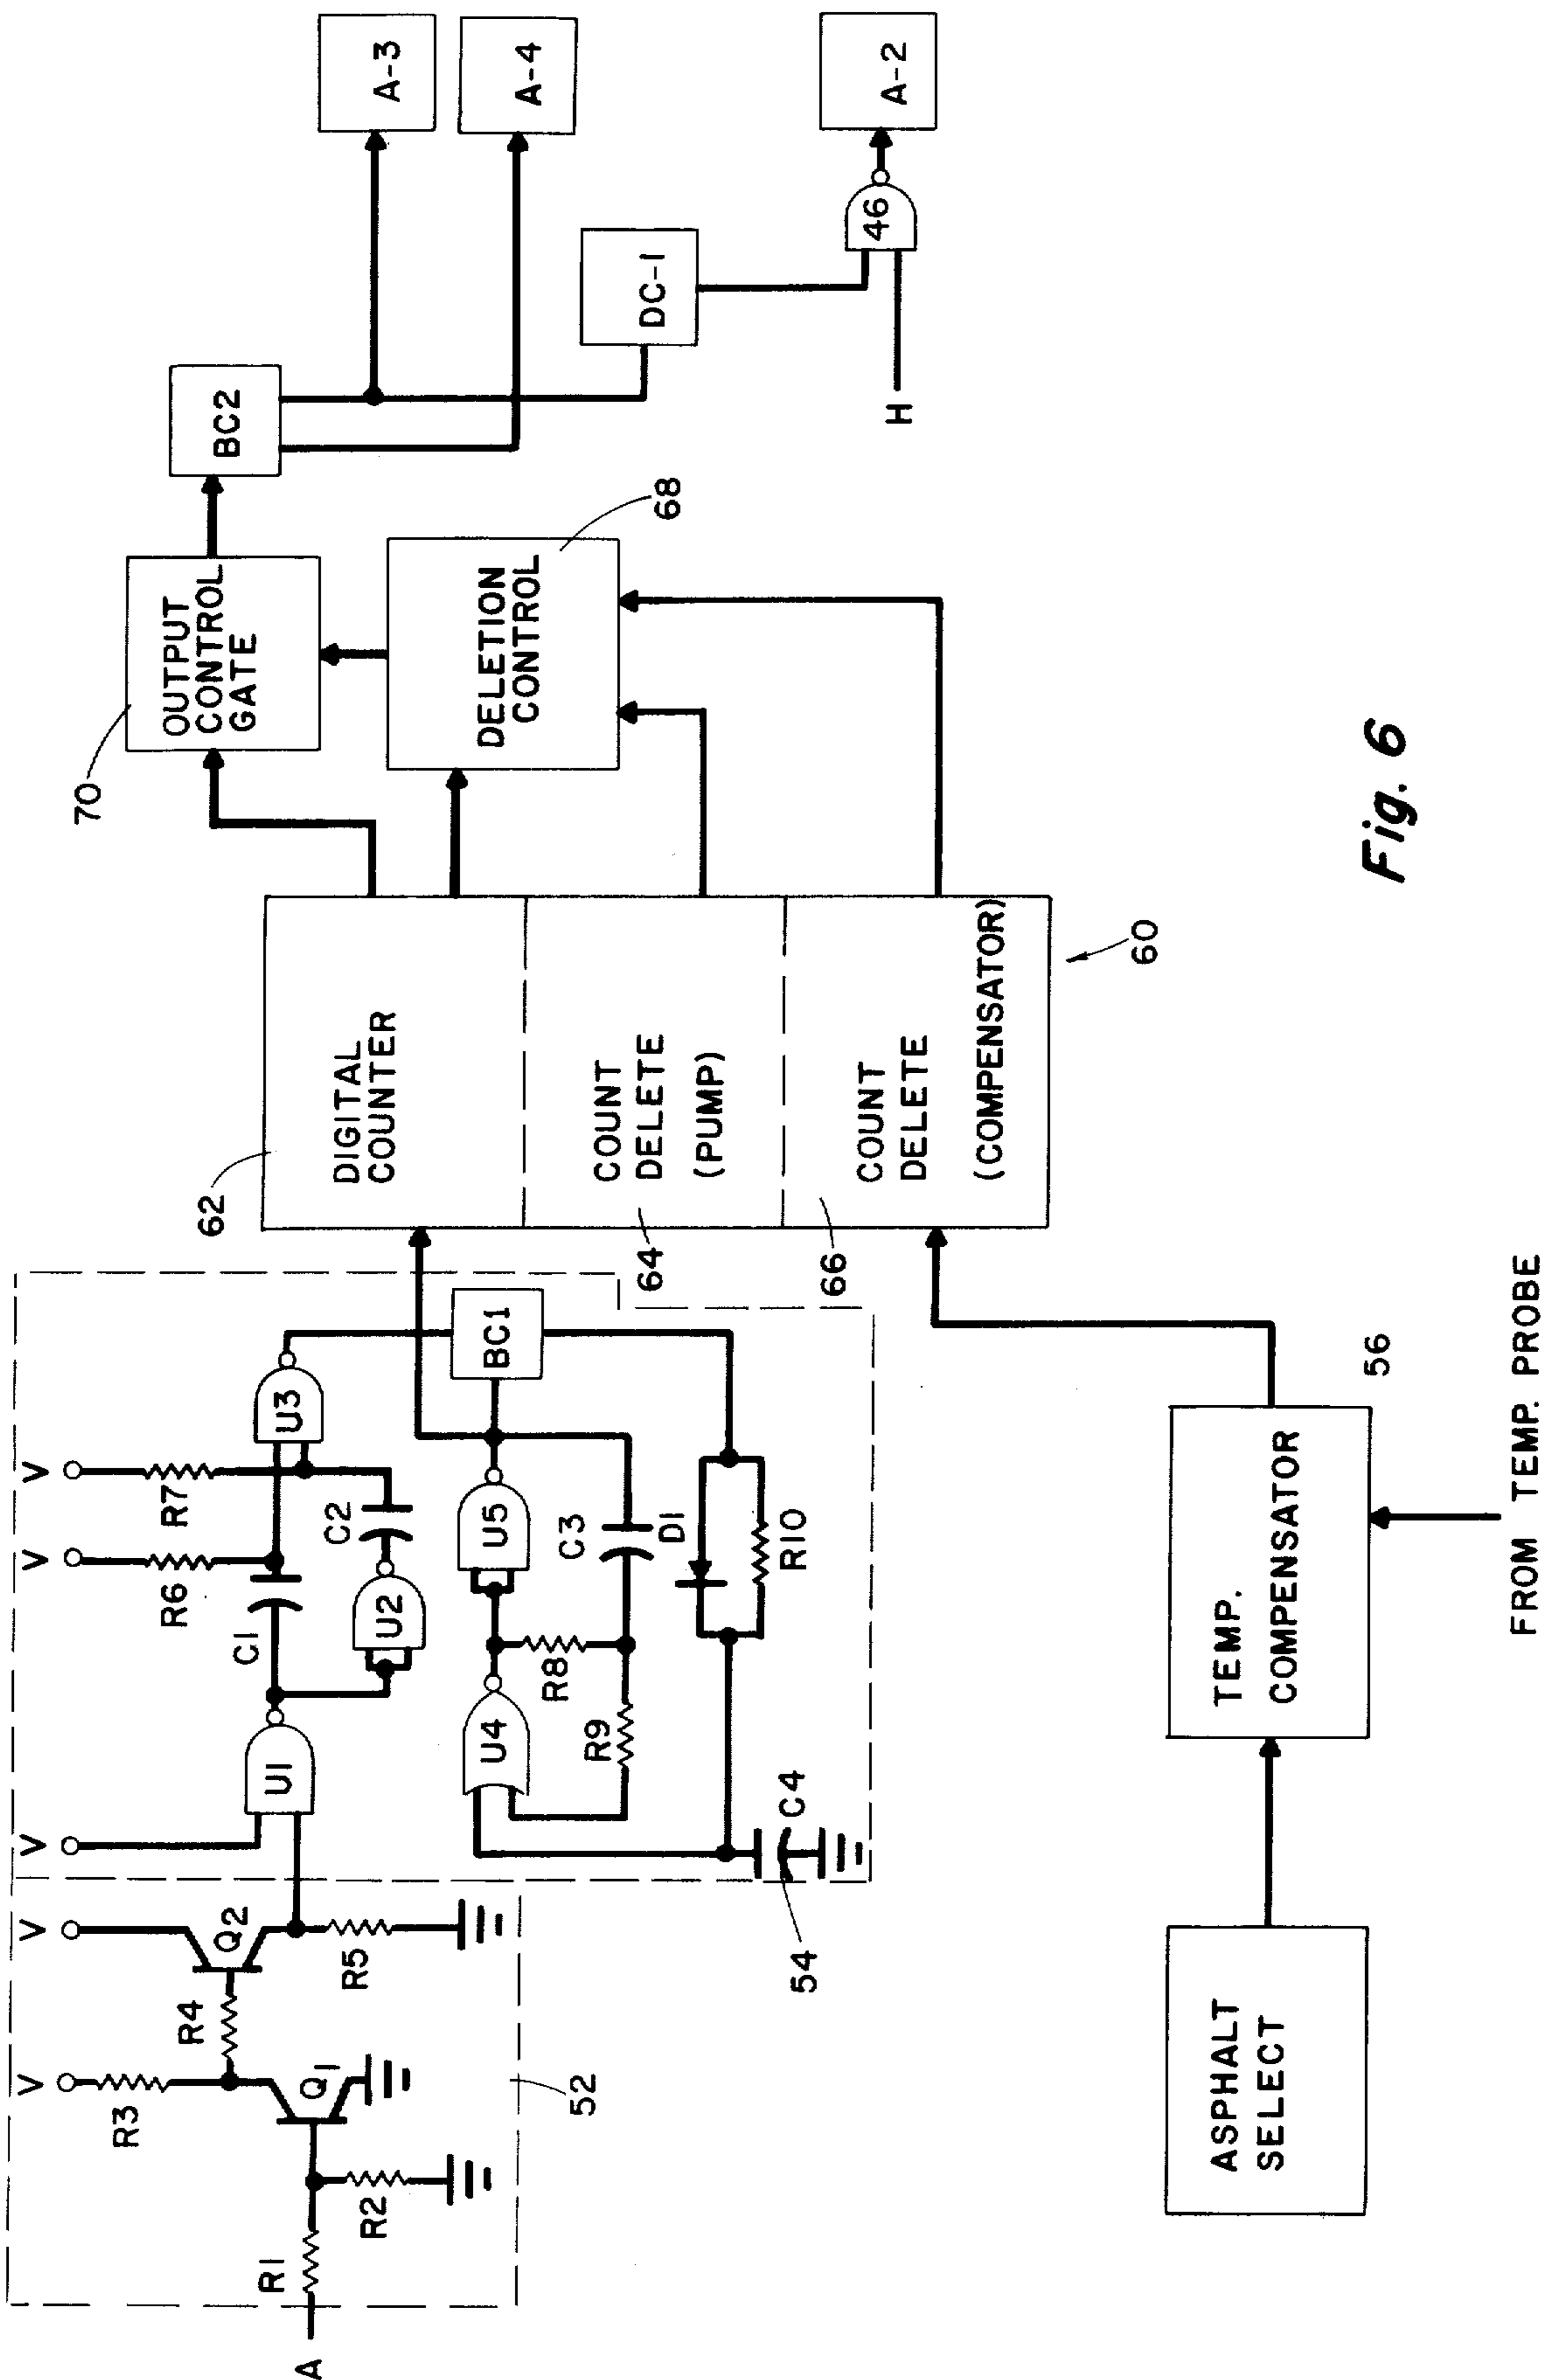 A
R1
R2
R3
V
Q1
R4
Q2
V
R5
52
V
U1
C1
R6
V
R7
V
U2
C2
U3
U4
R8
R9
U5
C3
D1
R10
C4
54
BC1
62
DIGITAL
COUNTER
64
COUNT
DELETE
(PUMP)
66
COUNT
DELETE
(COMPENSATOR)
60
70
OUTPUT
CONTROL
GATE
DELETION
CONTROL
68
BC2
A-3
A-4
DC-1
H
46
A-2
ASPHALT
SELECT
TEMP.
COMPENSATOR
56
FROM TEMP. PROBE
Fig. 6